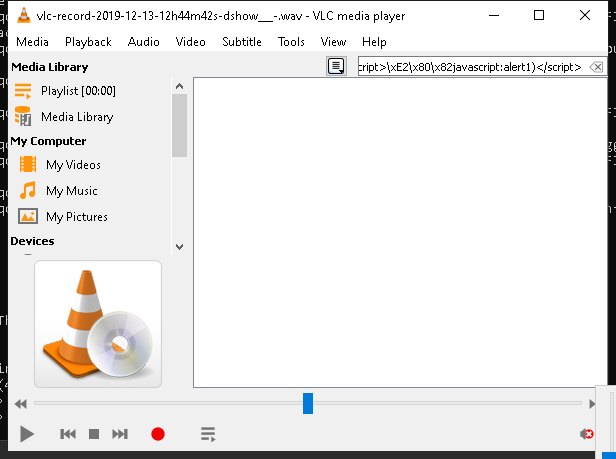 vlc-record-2019-12-13-12h44m42s-dshow___-.wav - VLC media player
Media Playback Audio Video Subtitle Tools View Help
Media Library
cript>\xE2\x80\x82javascript:alert1)</script>
Playlist [00:00]
Media Library
My Computer
My Videos
My Music
My Pictures
Devices